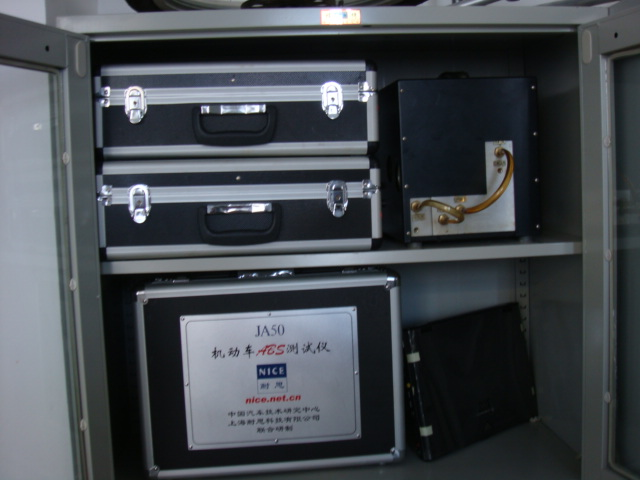 JA50
机动车ABS测试仪
NICE
耐思
nice.net.cn
中国汽车技术研究中心
上海耐思科技有限公司
联合研制